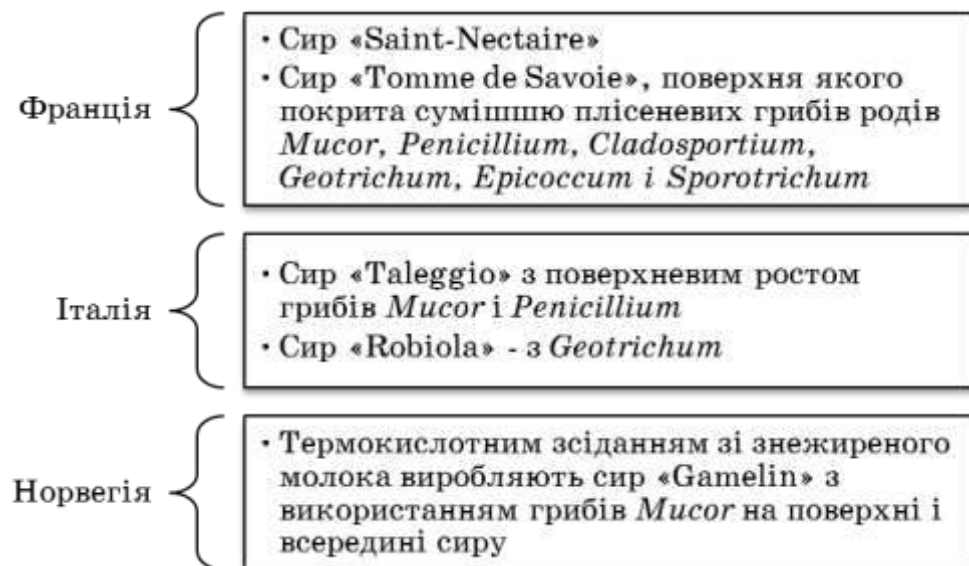 Франція
• Сир «Saint-Nectaire»
• Сир «Tomme de Savoie», поверхня якого
покрита сумішшю плісеневих грибів родів
Mucor, Penicillium, Cladosportium,
Geotrichum, Epicoccum і Sporotrichum
Італія
• Сир «Taleggio» з поверхневим ростом
грибів Mucor і Penicillium
• Сир «Robiola» - з Geotrichum
Норвегія
• Термокислотним зсіданням зі знежиреного
молока виробляють сир «Gamelin» з
використанням грибів Mucor на поверхні і
всередині сиру